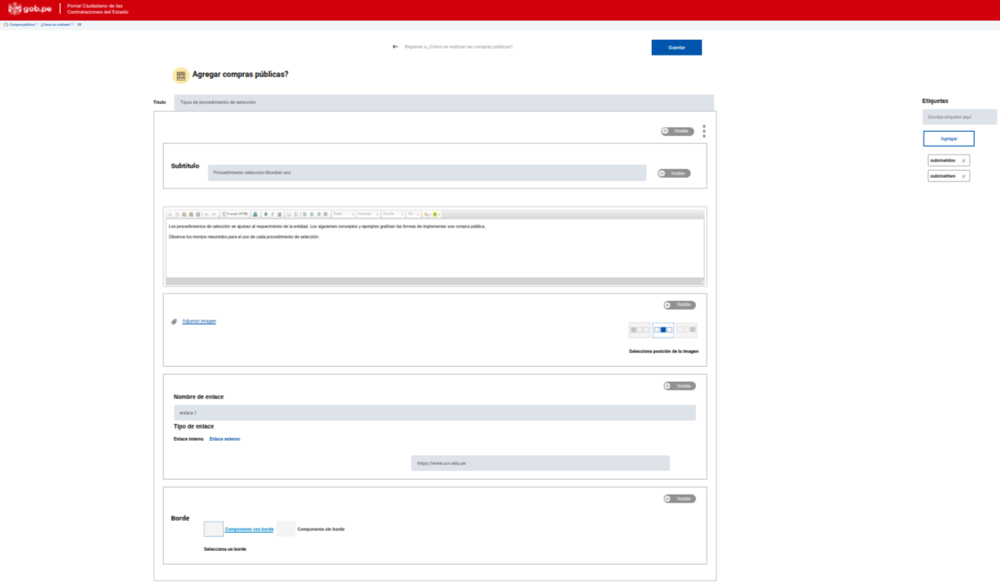 gob.pe
Portal Ciudadano de las
Contrataciones del Estado
Compra pública
¿Cómo se realizan?
Regresar a ¿Cómo se realizan las compras públicas?
Guardar
Agregar compras públicas?
Título
Tipos de procedimiento de selección
Etiquetas
Escriba etiqueta aquí
Agregar
subniveldos ×
subniveltwo ×
Visible
Subtítulo
Procedimiento seleccion Mundial uno
Visible
Fuente HTML
Los procedimientos de selección se ajustan al requerimiento de la entidad. Los siguientes conceptos y ejemplos grafican las formas de implementar una compra pública.
Observa los montos resumidos para el uso de cada procedimiento de selección:
Visible
Adjuntar imagen
Selecciona posición de la imagen
Visible
Nombre de enlace
enlace 1
Tipo de enlace
Enlace interno Enlace externo
https://www.ucv.edu.pe
Visible
Borde
Componente con borde Componente sin borde
Selecciona un borde